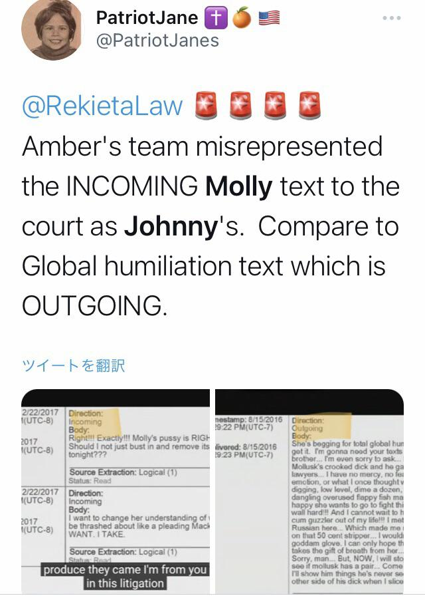 PatriotJane ✝️🍊🇺🇸
@PatriotJanes
@RekietaLaw 🚨🚨🚨🚨
Amber's team misrepresented
the INCOMING Molly text to the
court as Johnny's. Compare to
Global humiliation text which is
OUTGOING.
ツイートを翻訳
2/22/2017
(UTC-8)
2017
(UTC-8)
Direction:
Incoming
Body:
Right!!! Exactly!!! Molly's pussy is RIGH
Should I not just bust in and remove its
tonight???
Source Extraction: Logical (1)
Status: Read
2/22/2017
(UTC-8)
2017
(UTC-8)
Direction:
Incoming
Body:
I want to change her understanding of
be thrashed about like a pleading Mack
WANT. I TAKE.
Source Extraction: Logical (1)
Status: Read
produce they came I'm from you
in this litigation
mestamp: 8/15/2016
9:22 PM(UTC-7)
ivered: 8/15/2016
9:23 PM(UTC-7)
Direction:
Outgoing
Body:
She's begging for total global hu
get it. I'm gonna need your texts
brother... I'm even sorry to ask...
Mollusk's crooked dick and he ga
lawyers... I have no mercy, no fe
emotion, or what I once thought
digging, low level, dime a dozen,
dangling overused flappy fish ma
happy she wants to go to fight thi
wall hard!!! And I cannot wait to h
cum guzzler out of my life!!! I met
Russian here... Which made me
on that 50 cent stripper... I would
goddam glove. I can only hope th
takes the gift of breath from her...
Sorry, man... But, NOW, I will sto
see if mollusk has a pair... Come
I'll show him things he's never se
other side of his dick when I slice